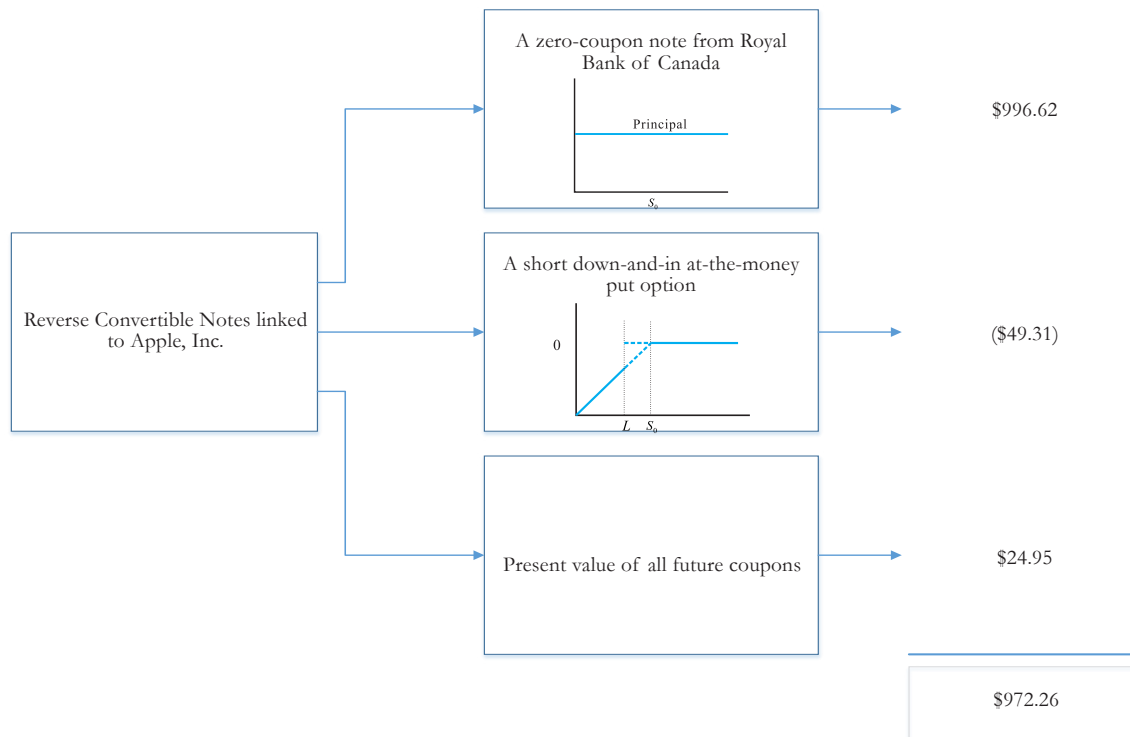 A zero-coupon note from Royal
Bank of Canada
Principal
S₀
$996.62
Reverse Convertible Notes linked
to Apple, Inc.
A short down-and-in at-the-money
put option
0
L S₀
($49.31)
Present value of all future coupons
$24.95
$972.26